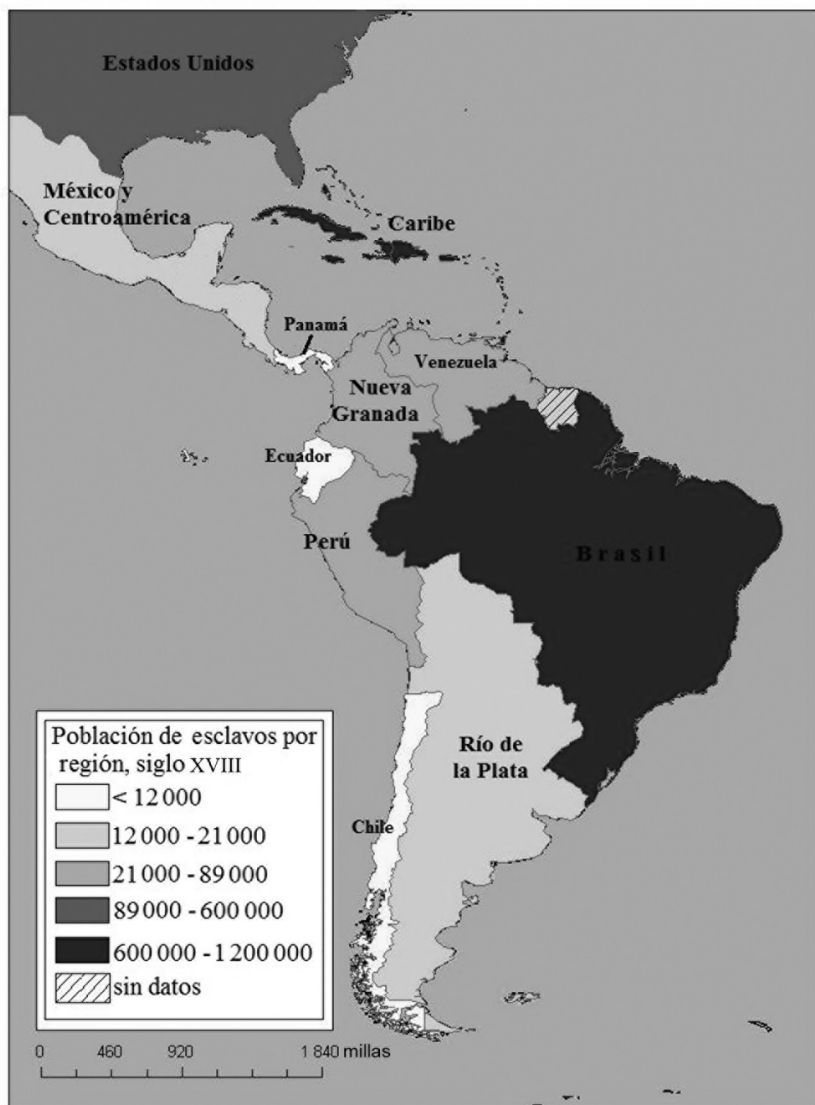 Estados Unidos
México y
Centroamérica
Caribe
Panamá
Venezuela
Nueva
Granada
Ecuador
Perú
Brasil
Río de
la Plata
Chile
Población de esclavos por
región, siglo XVIII
< 12 000
12 000 - 21 000
21 000 - 89 000
89 000 - 600 000
600 000 - 1200 000
sin datos
0 460 920 1 840 millas